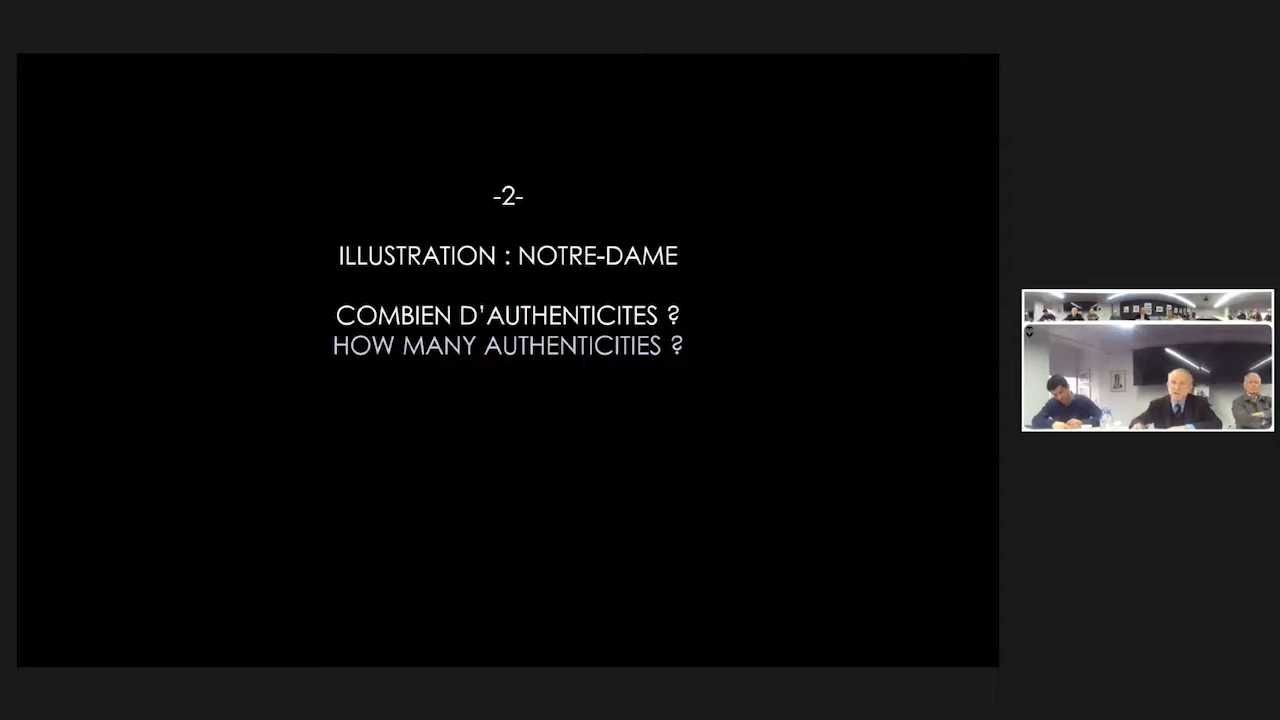 -2-
ILLUSTRATION : NOTRE-DAME
COMBIEN D'AUTHENTICITES ?
HOW MANY AUTHENTICITIES ?